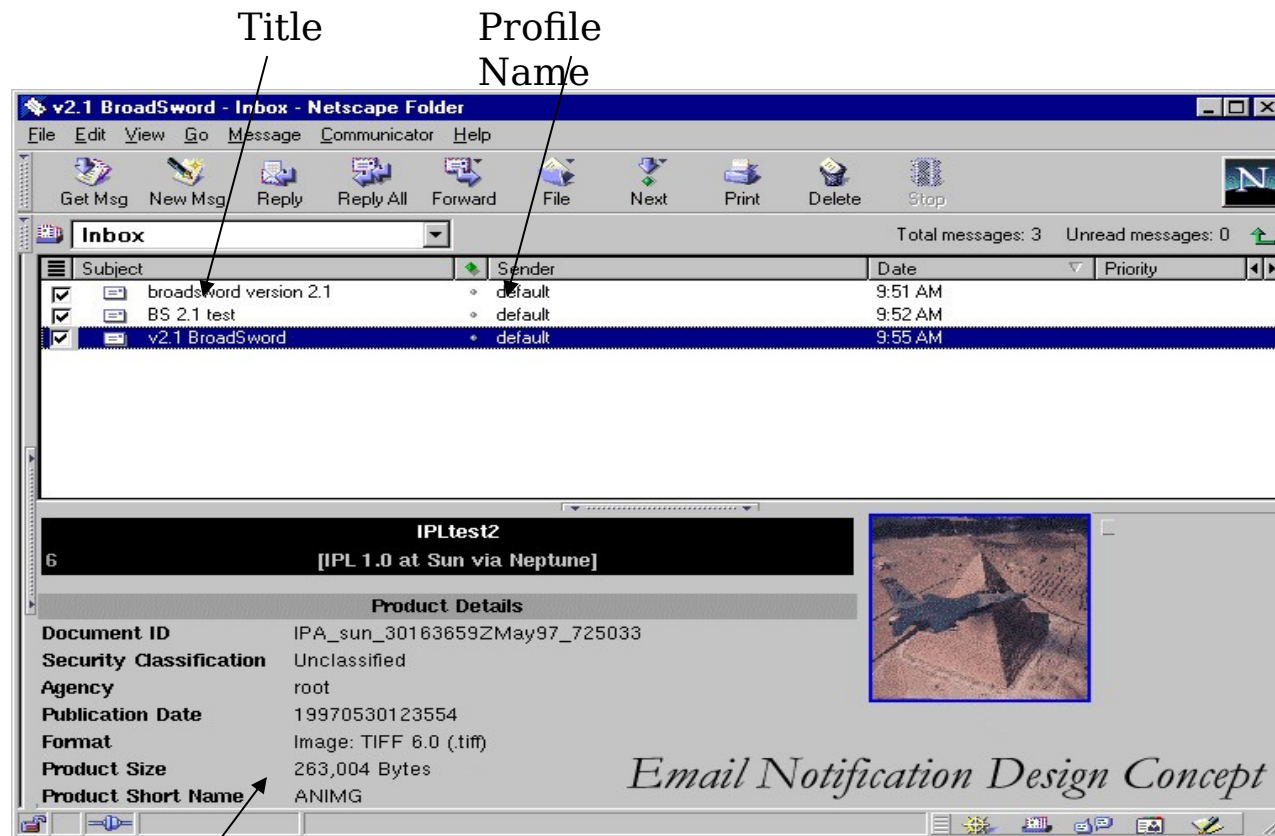 Title Profile
Name
v2.1 BroadSword - Inbox - Netscape Folder
File Edit View Go Message Communicator Help
Get Msg New Msg Reply Reply All Forward File Next Print Delete Stop
N
Inbox Total messages: 3 Unread messages: 0
Subject Sender Date Priority
broadsword version 2.1 default 9:51 AM
BS 2.1 test default 9:52 AM
v2.1 BroadSword default 9:55 AM
IPLtest2
6 [IPL 1.0 at Sun via Neptune]
Product Details
Document ID IPA_sun_30163659ZMay97_725033
Security Classification Unclassified
Agency root
Publication Date 19970530123554
Format Image: TIFF 6.0 (.tiff)
Product Size 263,004 Bytes
Product Short Name ANIMG
Email Notification Design Concept